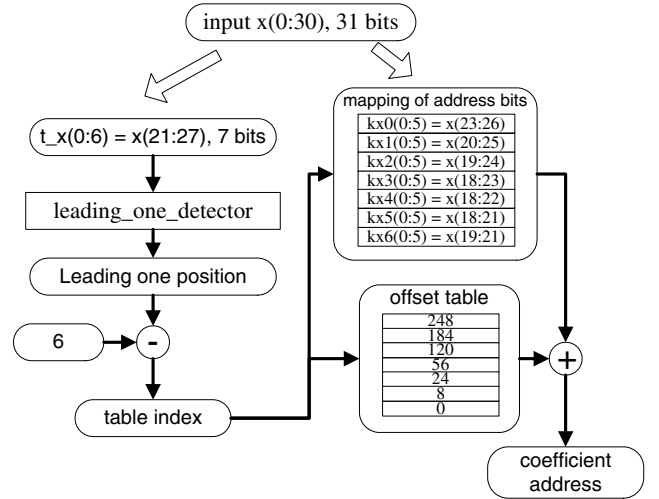 input x(0:30), 31 bits
t_x(0:6) = x(21:27), 7 bits
leading_one_detector
Leading one position
6
-
table index
mapping of address bits
kx0(0:5) = x(23:26)
kx1(0:5) = x(20:25)
kx2(0:5) = x(19:24)
kx3(0:5) = x(18:23)
kx4(0:5) = x(18:22)
kx5(0:5) = x(18:21)
kx6(0:5) = x(19:21)
offset table
248
184
120
56
24
8
0
+
coefficient
address